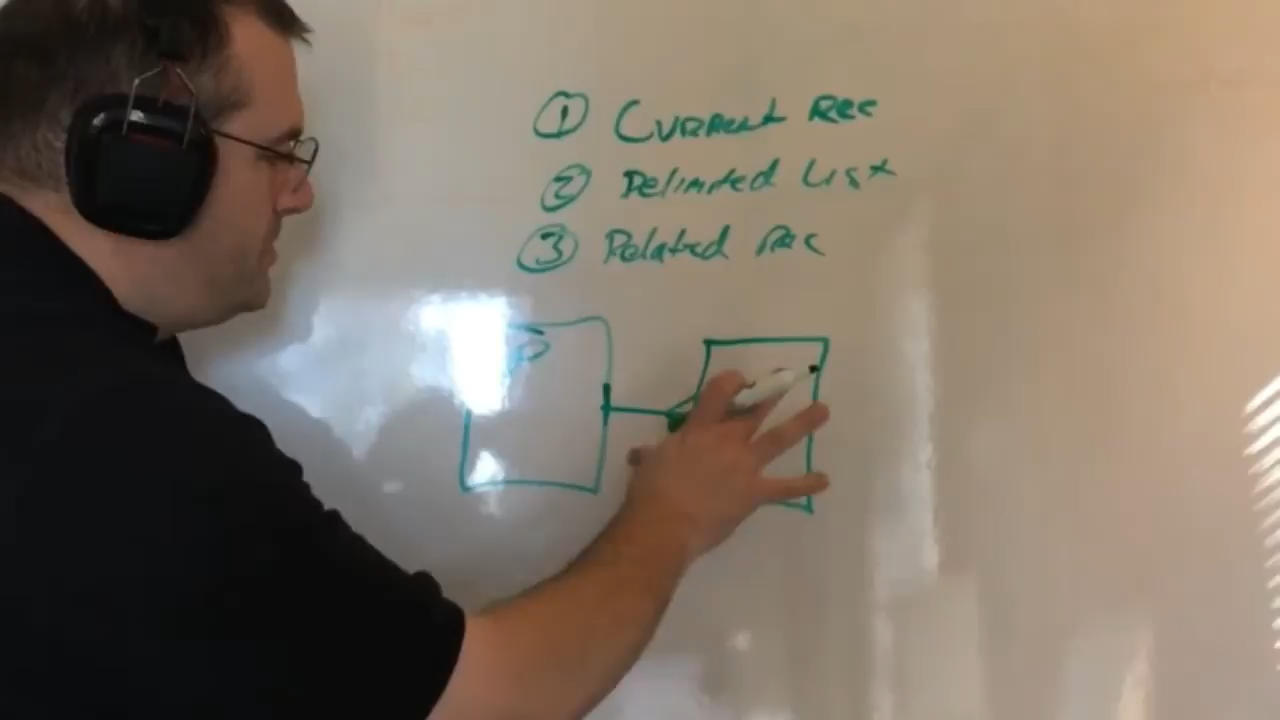 ① Current Rec
② Delimited List
③ Related Rec
P